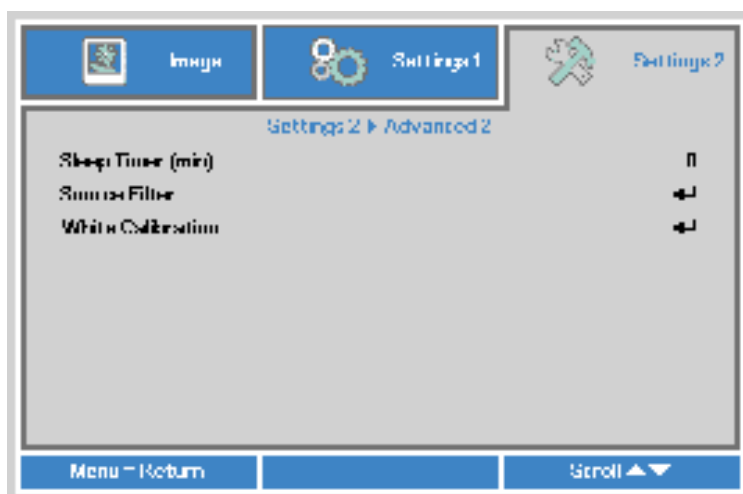 Image Settings 1 Settings 2
Settings 2 ▶ Advanced 2
Sleep Timer (min) 0
Source Filter
White Calibration
Menu = Return Scroll ▲▼